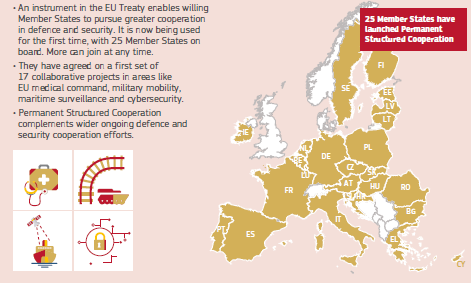 • An instrument in the EU Treaty enables willing
Member States to pursue greater cooperation
in defence and security. It is now being used
for the first time, with 25 Member States on
board. More can join at any time.
• They have agreed on a first set of
17 collaborative projects in areas like
EU medical command, military mobility,
maritime surveillance and cybersecurity.
• Permanent Structured Cooperation
complements wider ongoing defence and
security cooperation efforts.
25 Member States have
launched Permanent
Structured Cooperation
FI
SE
EE
LV
LT
IE
NL
BE
LU
DE
PL
CZ
SK
FR
AT
HU
RO
SI
HR
IT
BG
PT
ES
EL
CY